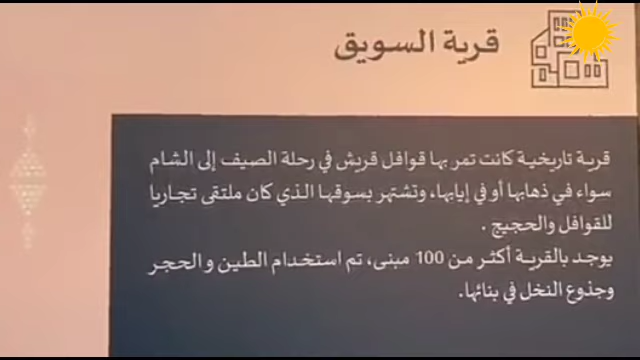 قرية السويق
قرية تاريخية كانت تمر بها قوافل قريش في رحلة الصيف إلى الشام
سواء في ذهابها أو في إيابها، وتشتهر بسوقها الذي كان ملتقى تجاريا
للقوافل والحجيج .
يوجد بالقرية أكثر من 100 مبنى، تم استخدام الطين و الحجر
وجذوع النخل في بنائها.